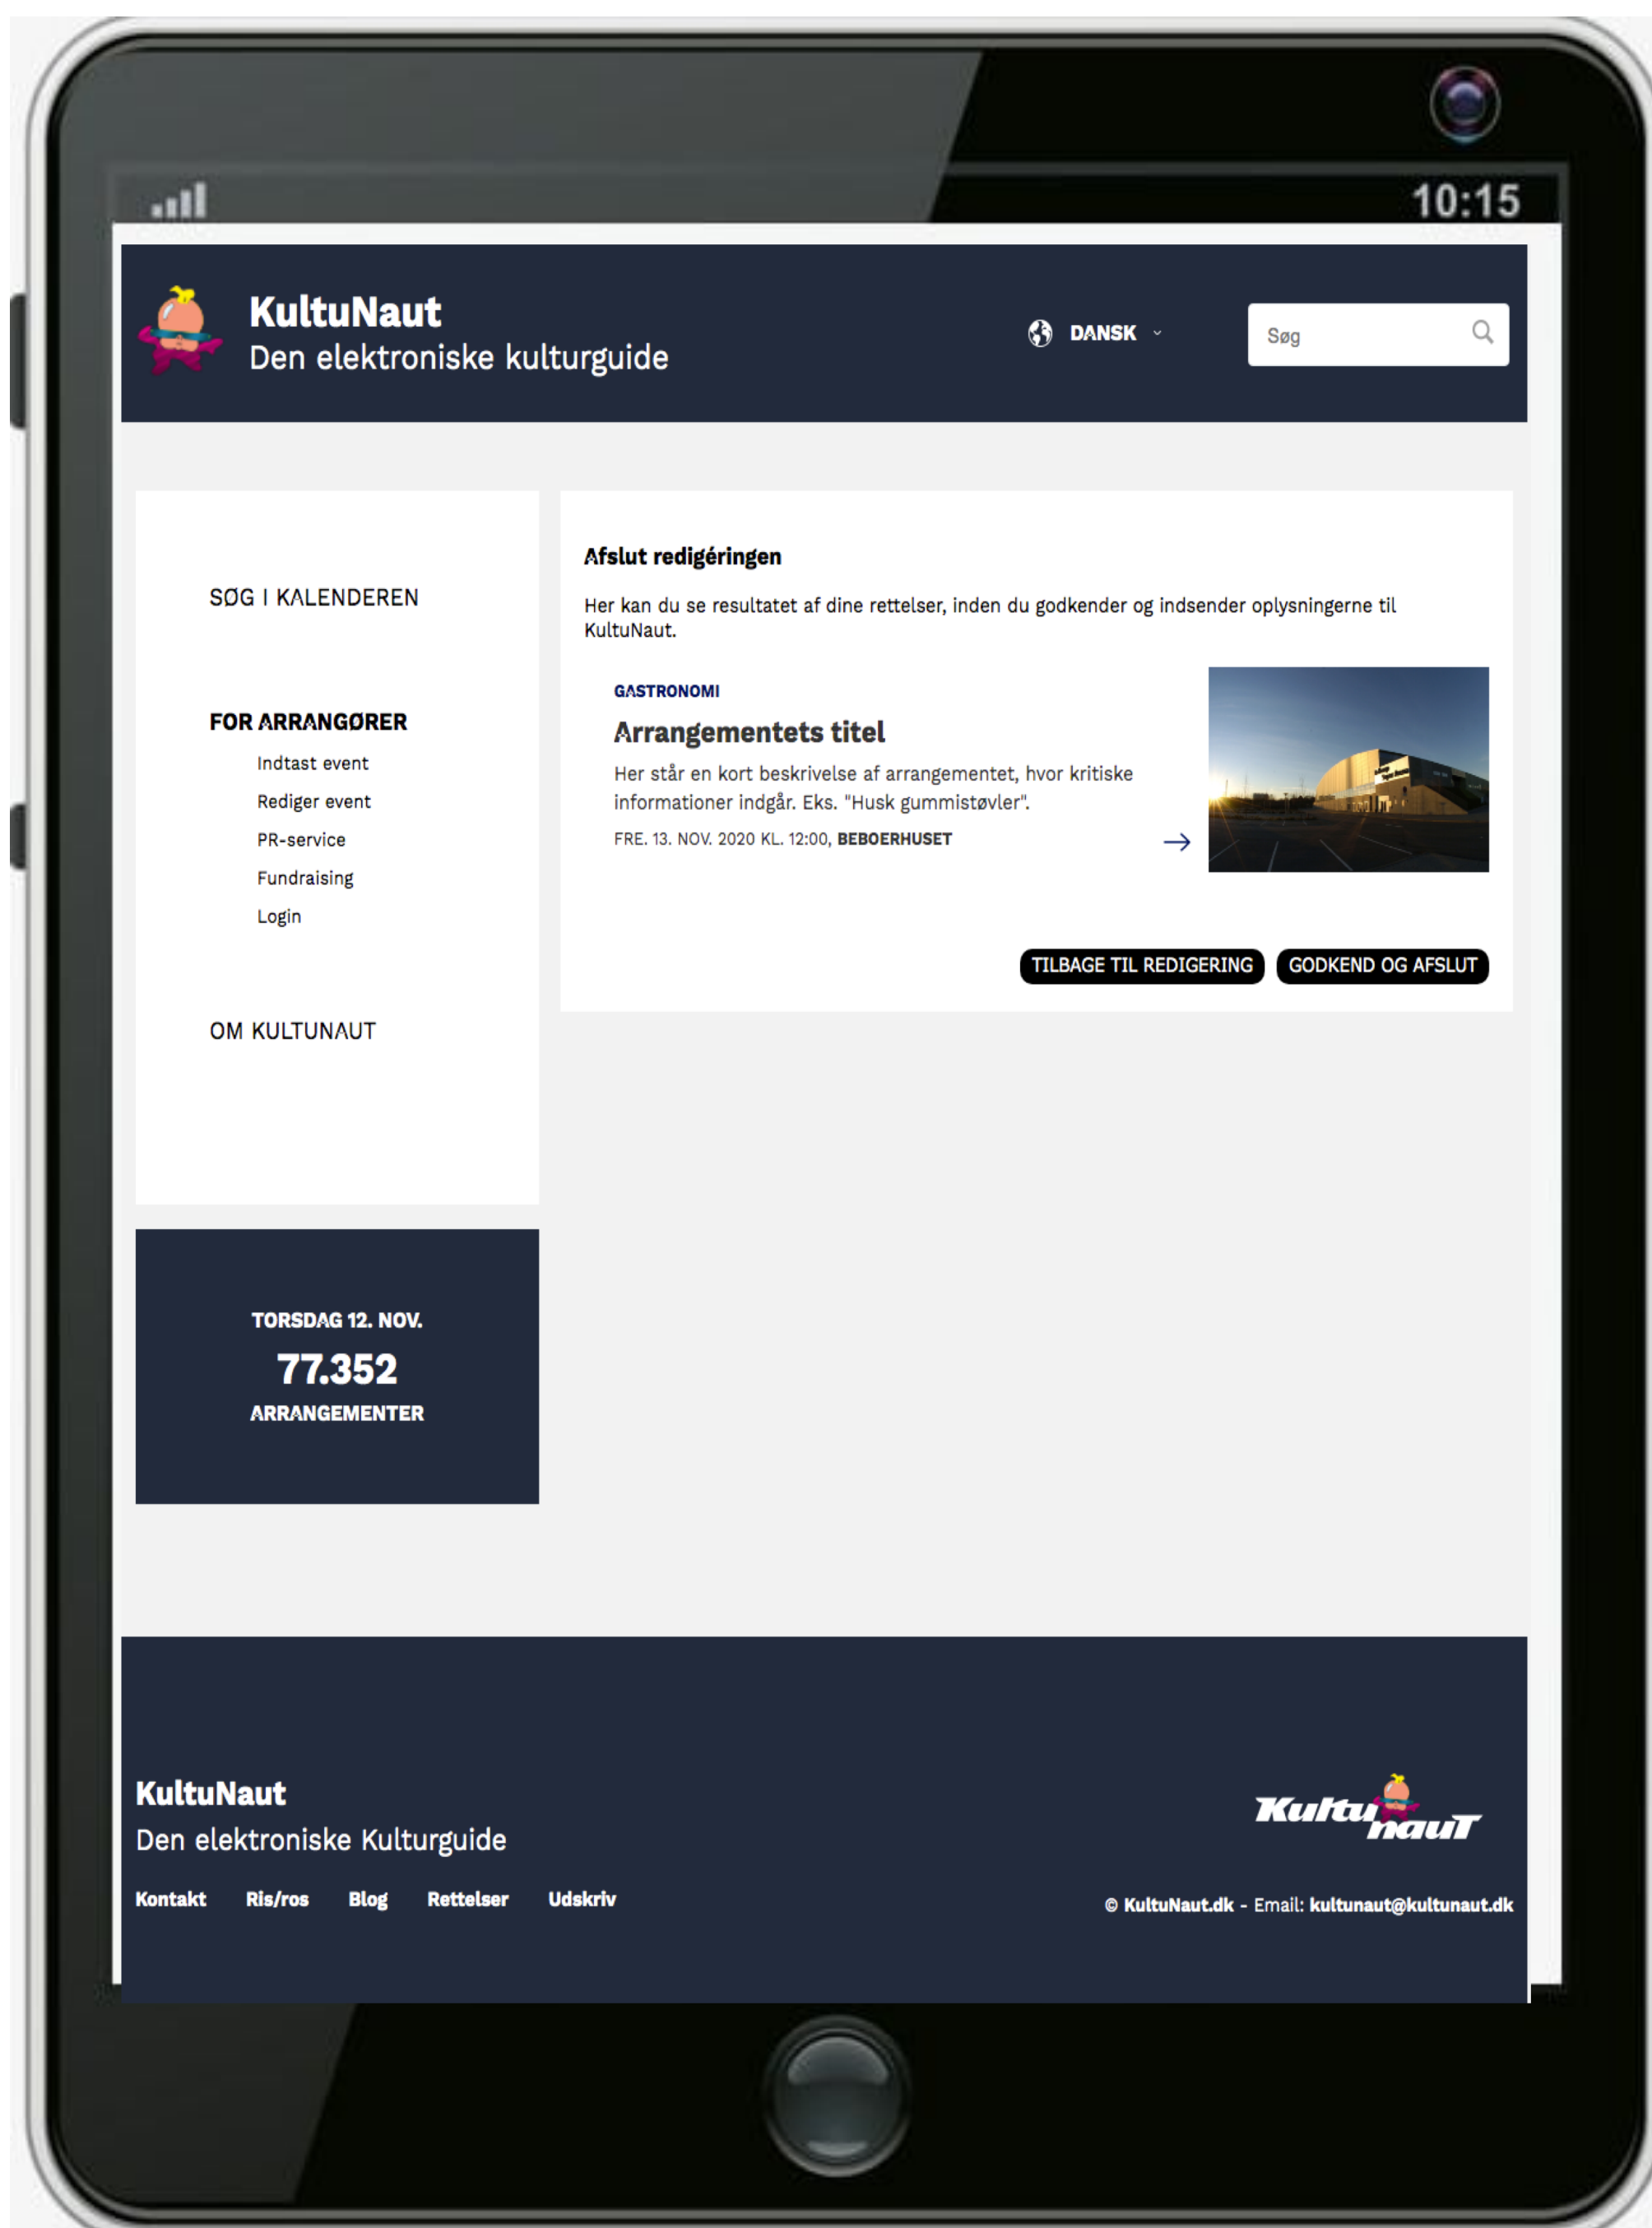 10:15
KultuNaut
Den elektroniske kulturguide
DANSK
Søg
SØG I KALENDEREN
FOR ARRANGØRER
Indtast event
Rediger event
PR-service
Fundraising
Login
OM KULTUNAUT
Afslut redigéringen
Her kan du se resultatet af dine rettelser, inden du godkender og indsender oplysningerne til
KultuNaut.
GASTRONOMI
Arrangementets titel
Her står en kort beskrivelse af arrangementet, hvor kritiske
informationer indgår. Eks. "Husk gummistøvler".
FRE. 13. NOV. 2020 KL. 12:00, BEBOERHUSET
TILBAGE TIL REDIGERING
GODKEND OG AFSLUT
TORSDAG 12. NOV.
77.352
ARRANGEMENTER
KultuNaut
Den elektroniske Kulturguide
Kontakt Ris/ros Blog Rettelser Udskriv
Kultu
nauT
© KultuNaut.dk - Email: kultunaut@kultunaut.dk